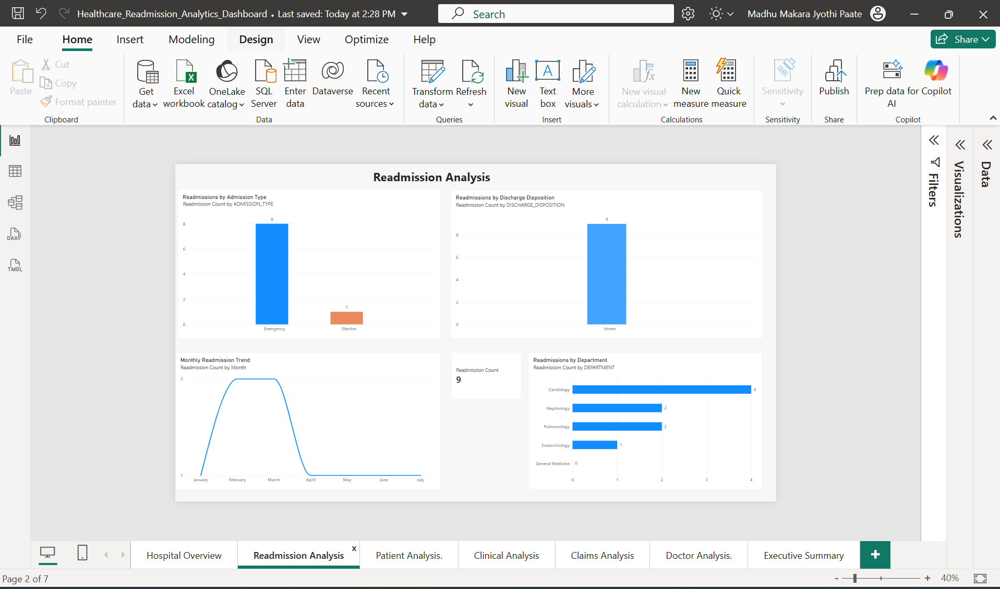 Healthcare_Readmission_Analytics_Dashboard • Last saved: Today at 2:28 PM
Search
Madhu Makara Jyothi Paate
File Home Insert Modeling Design View Optimize Help
Share
Paste
Cut
Copy
Format painter
Clipboard
Get data
Excel workbook
OneLake catalog
SQL Server
Enter data
Dataverse
Recent sources
Data
Transform data
Refresh
Queries
New visual
Text box
More visuals
Insert
New visual calculation
New measure
Quick measure
Calculations
Sensitivity
Sensitivity
Publish
Share
Prep data for AI
Copilot
Copilot
DAX
TMDL
Filters
Visualizations
Data
Readmission Analysis
Readmissions by Admission Type
Readmission Count by ADMISSION_TYPE
8
6
4
2
0
8
1
Emergency Elective
Readmissions by Discharge Disposition
Readmission Count by DISCHARGE_DISPOSITION
8
6
4
2
0
9
Home
Monthly Readmission Trend
Readmission Count by Month
2
1
January February March April May June July
Readmission Count
9
Readmissions by Department
Readmission Count by DEPARTMENT
Cardiology 4
Nephrology 2
Pulmonology 2
Endocrinology 1
General Medicine 0
0 1 2 3 4
Hospital Overview Readmission Analysis x Patient Analysis. Clinical Analysis Claims Analysis Doctor Analysis. Executive Summary +
Page 2 of 7
- + 40%